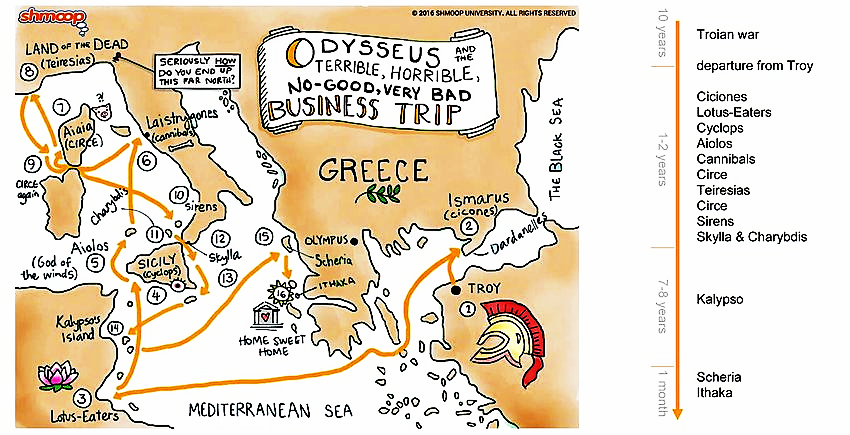 shmoop
© 2016 SHMOOP UNIVERSITY. ALL RIGHTS RESERVED
ODYSSEUS AND THE
TERRIBLE, HORRIBLE,
NO-GOOD, VERY BAD
BUSINESS TRIP
LAND OF THE DEAD
(Teiresias)
8
SERIOUSLY HOW
DO YOU END UP
THIS FAR NORTH?
7
?!
Aiaia
(CIRCE)
Laistrygones
(cannibals)
9
CIRCE
again
6
10
Sirens
Charybdis
11
12
Skylla
13
Aiolos
(God of
the winds)
5
SICILY
(cyclops)
4
Kalypso's
Island
14
3
Lotus-Eaters
MEDITERRANEAN SEA
GREECE
THE BLACK SEA
Ismarus
(cicones)
2
Dardanelles
OLYMPUS
15
Scheria
ITHAKA
16
HOME SWEET
HOME
TROY
1
10 years
Troian war
departure from Troy
1-2 years
Ciciones
Lotus-Eaters
Cyclops
Aiolos
Cannibals
Circe
Teiresias
Circe
Sirens
Skylla & Charybdis
7-8 years
Kalypso
1 month
Scheria
Ithaka